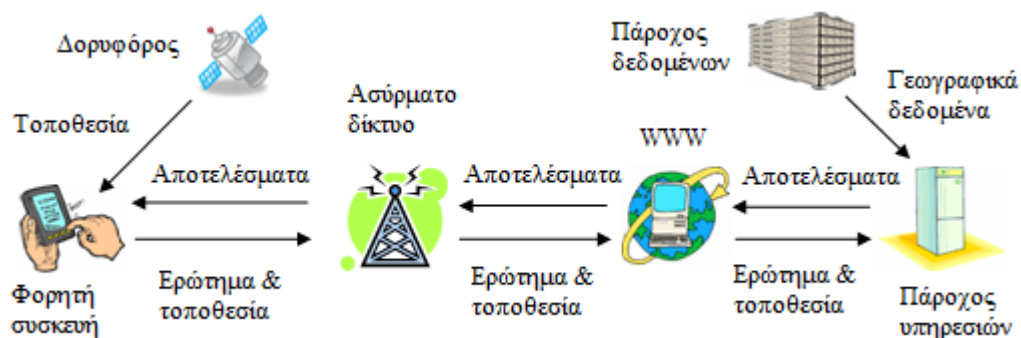 Δορυφόρος
Πάροχος
δεδομένων
Τοποθεσία
Ασύρματο
δίκτυο
Γεωγραφικά
δεδομένα
WWW
Αποτελέσματα
Αποτελέσματα
Αποτελέσματα
Ερώτημα &
τοποθεσία
Ερώτημα &
τοποθεσία
Ερώτημα &
τοποθεσία
Φορητή
συσκευή
Πάροχος
υπηρεσιών